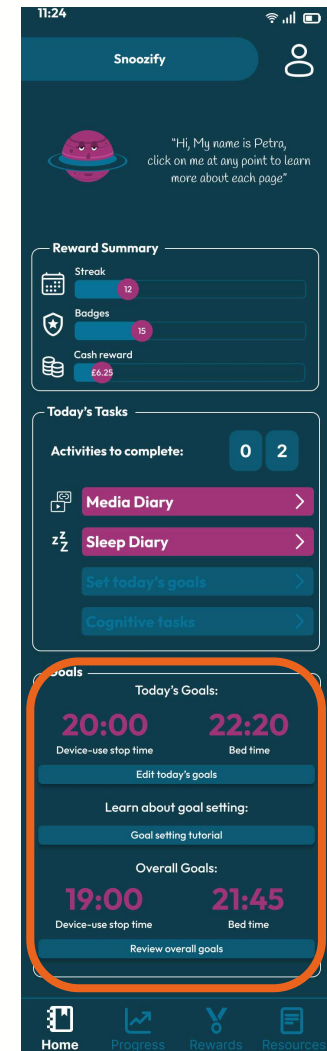 11:24
Snoozify
"Hi, My name is Petra,
click on me at any point to learn
more about each page"
Reward Summary
Streak
12
Badges
15
Cash reward
£6.25
Today's Tasks
Activities to complete:
0 2
Media Diary
zzZ Sleep Diary
Set today's goals
Cognitive tasks
Goals
Today's Goals:
20:00 22:20
Device-use stop time Bed time
Edit today's goals
Learn about goal setting:
Goal setting tutorial
Overall Goals:
19:00 21:45
Device-use stop time Bed time
Review overall goals
Home Progress Rewards Resources